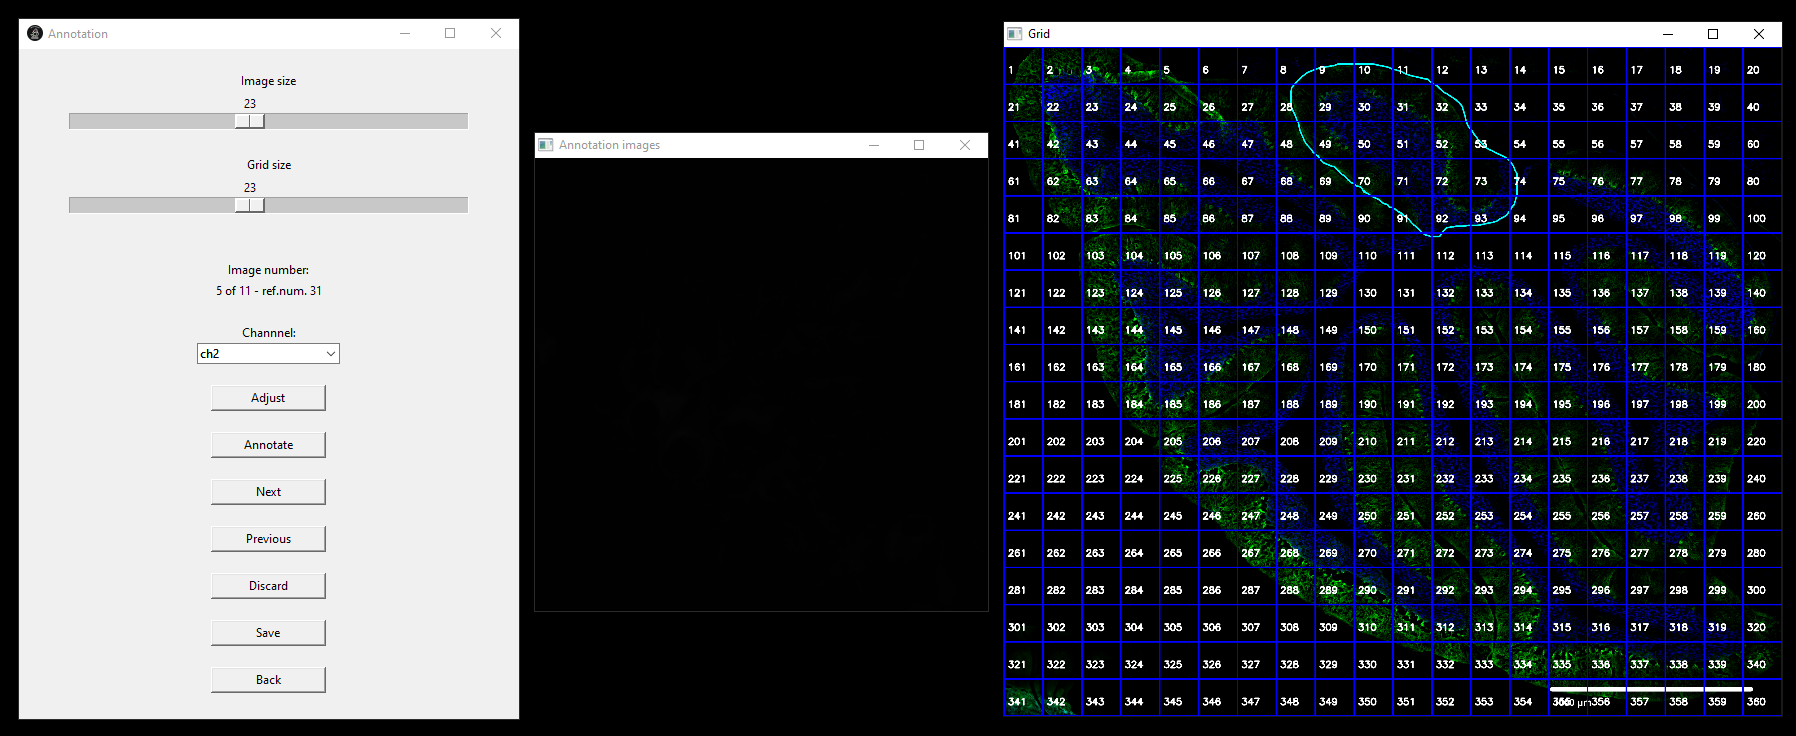 Annotation
Image size
23
Grid size
23
Image number:
5 of 11 - ref.num. 31
Channnel:
ch2
Adjust
Annotate
Next
Previous
Discard
Save
Back
Annotation images
Grid
1 2 3 4 5 6 7 8 9 10 11 12 13 14 15 16 17 18 19 20
21 22 23 24 25 26 27 28 29 30 31 32 33 34 35 36 37 38 39 40
41 42 43 44 45 46 47 48 49 50 51 52 53 54 55 56 57 58 59 60
61 62 63 64 65 66 67 68 69 70 71 72 73 74 75 76 77 78 79 80
81 82 83 84 85 86 87 88 89 90 91 92 93 94 95 96 97 98 99 100
101 102 103 104 105 106 107 108 109 110 111 112 113 114 115 116 117 118 119 120
121 122 123 124 125 126 127 128 129 130 131 132 133 134 135 136 137 138 139 140
141 142 143 144 145 146 147 148 149 150 151 152 153 154 155 156 157 158 159 160
161 162 163 164 165 166 167 168 169 170 171 172 173 174 175 176 177 178 179 180
181 182 183 184 185 186 187 188 189 190 191 192 193 194 195 196 197 198 199 200
201 202 203 204 205 206 207 208 209 210 211 212 213 214 215 216 217 218 219 220
221 222 223 224 225 226 227 228 229 230 231 232 233 234 235 236 237 238 239 240
241 242 243 244 245 246 247 248 249 250 251 252 253 254 255 256 257 258 259 260
261 262 263 264 265 266 267 268 269 270 271 272 273 274 275 276 277 278 279 280
281 282 283 284 285 286 287 288 289 290 291 292 293 294 295 296 297 298 299 300
301 302 303 304 305 306 307 308 309 310 311 312 313 314 315 316 317 318 319 320
321 322 323 324 325 326 327 328 329 330 331 332 333 334 335 336 337 338 339 340
341 342 343 344 345 346 347 348 349 350 351 352 353 354 356 357 358 359 360